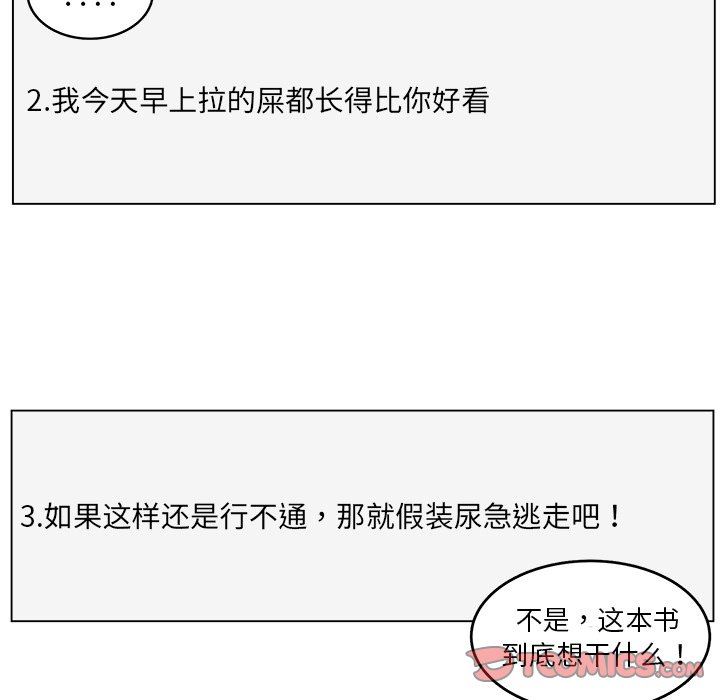 ....
2.我今天早上拉的屎都长得比你好看
3.如果这样还是行不通，那就假装尿急逃走吧！
不是，这本书
到底想干什么！
TCOMICS.COM